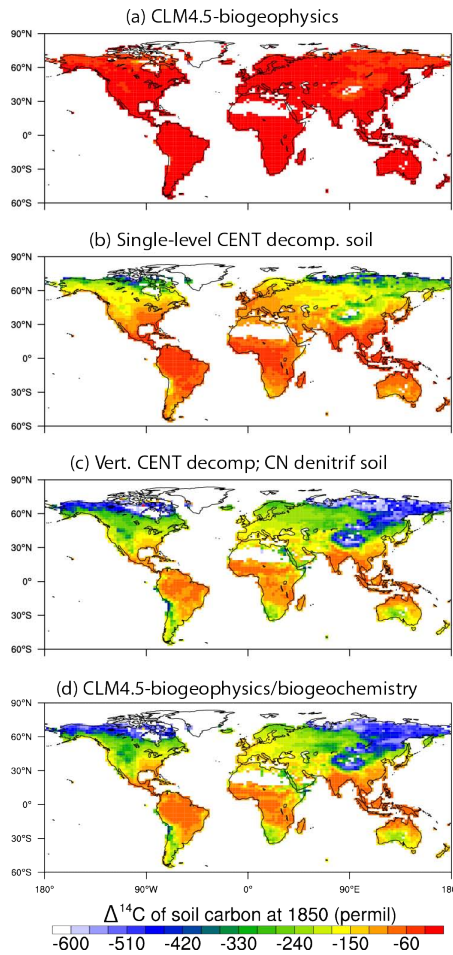 (a) CLM4.5-biogeophysics
90°N
60°N
30°N
0°
30°S
60°S
(b) Single-level CENT decomp. soil
90°N
60°N
30°N
0°
30°S
60°S
(c) Vert. CENT decomp; CN denitrif soil
90°N
60°N
30°N
0°
30°S
60°S
(d) CLM4.5-biogeophysics/biogeochemistry
90°N
60°N
30°N
0°
30°S
60°S
180° 90°W 0° 90°E 180
Δ¹⁴C of soil carbon at 1850 (permil)
-600 -510 -420 -330 -240 -150 -60